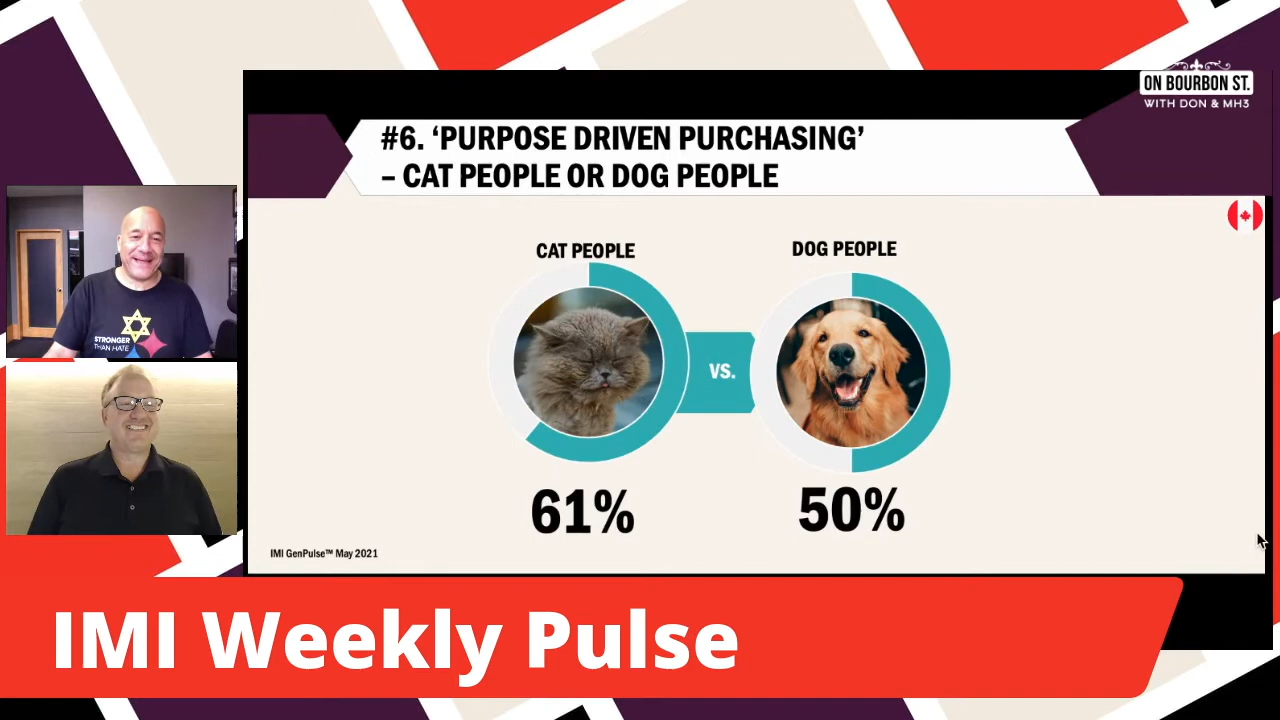 ON BOURBON ST.
WITH DON & MH3
#6. ‘PURPOSE DRIVEN PURCHASING’
– CAT PEOPLE OR DOG PEOPLE
CAT PEOPLE
DOG PEOPLE
VS.
61%
50%
IMI GenPulse™ May 2021
STRONGER
THAN HATE
IMI Weekly Pulse